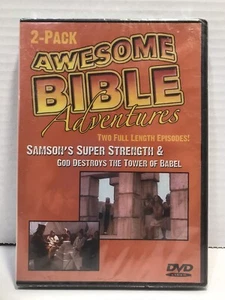 2-PACK
AWESOME
BIBLE
Adventures
TWO FULL LENGTH EPISODES!
SAMSON'S SUPER STRENGTH &
GOD DESTROYS THE TOWER OF BABEL
DVD